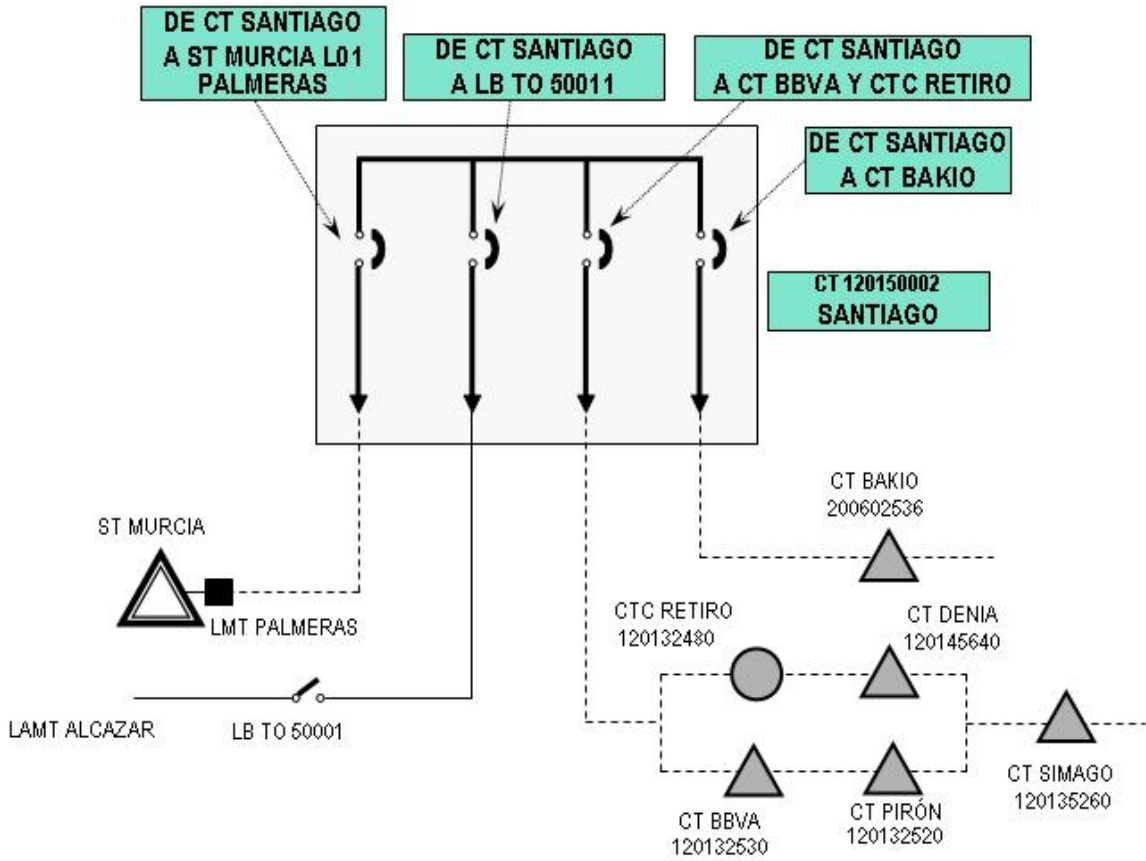 DE CT SANTIAGO
A ST MURCIA L01
PALMERAS
DE CT SANTIAGO
A LB TO 50011
DE CT SANTIAGO
A CT BBVA Y CTC RETIRO
DE CT SANTIAGO
A CT BAKIO
CT 120150002
SANTIAGO
CT BAKIO
200602536
ST MURCIA
LMT PALMERAS
CTC RETIRO
120132480
CT DENIA
120145640
LAMT ALCAZAR
LB TO 50001
CT SIMAGO
120135260
CT BBVA
120132530
CT PIRÓN
120132520